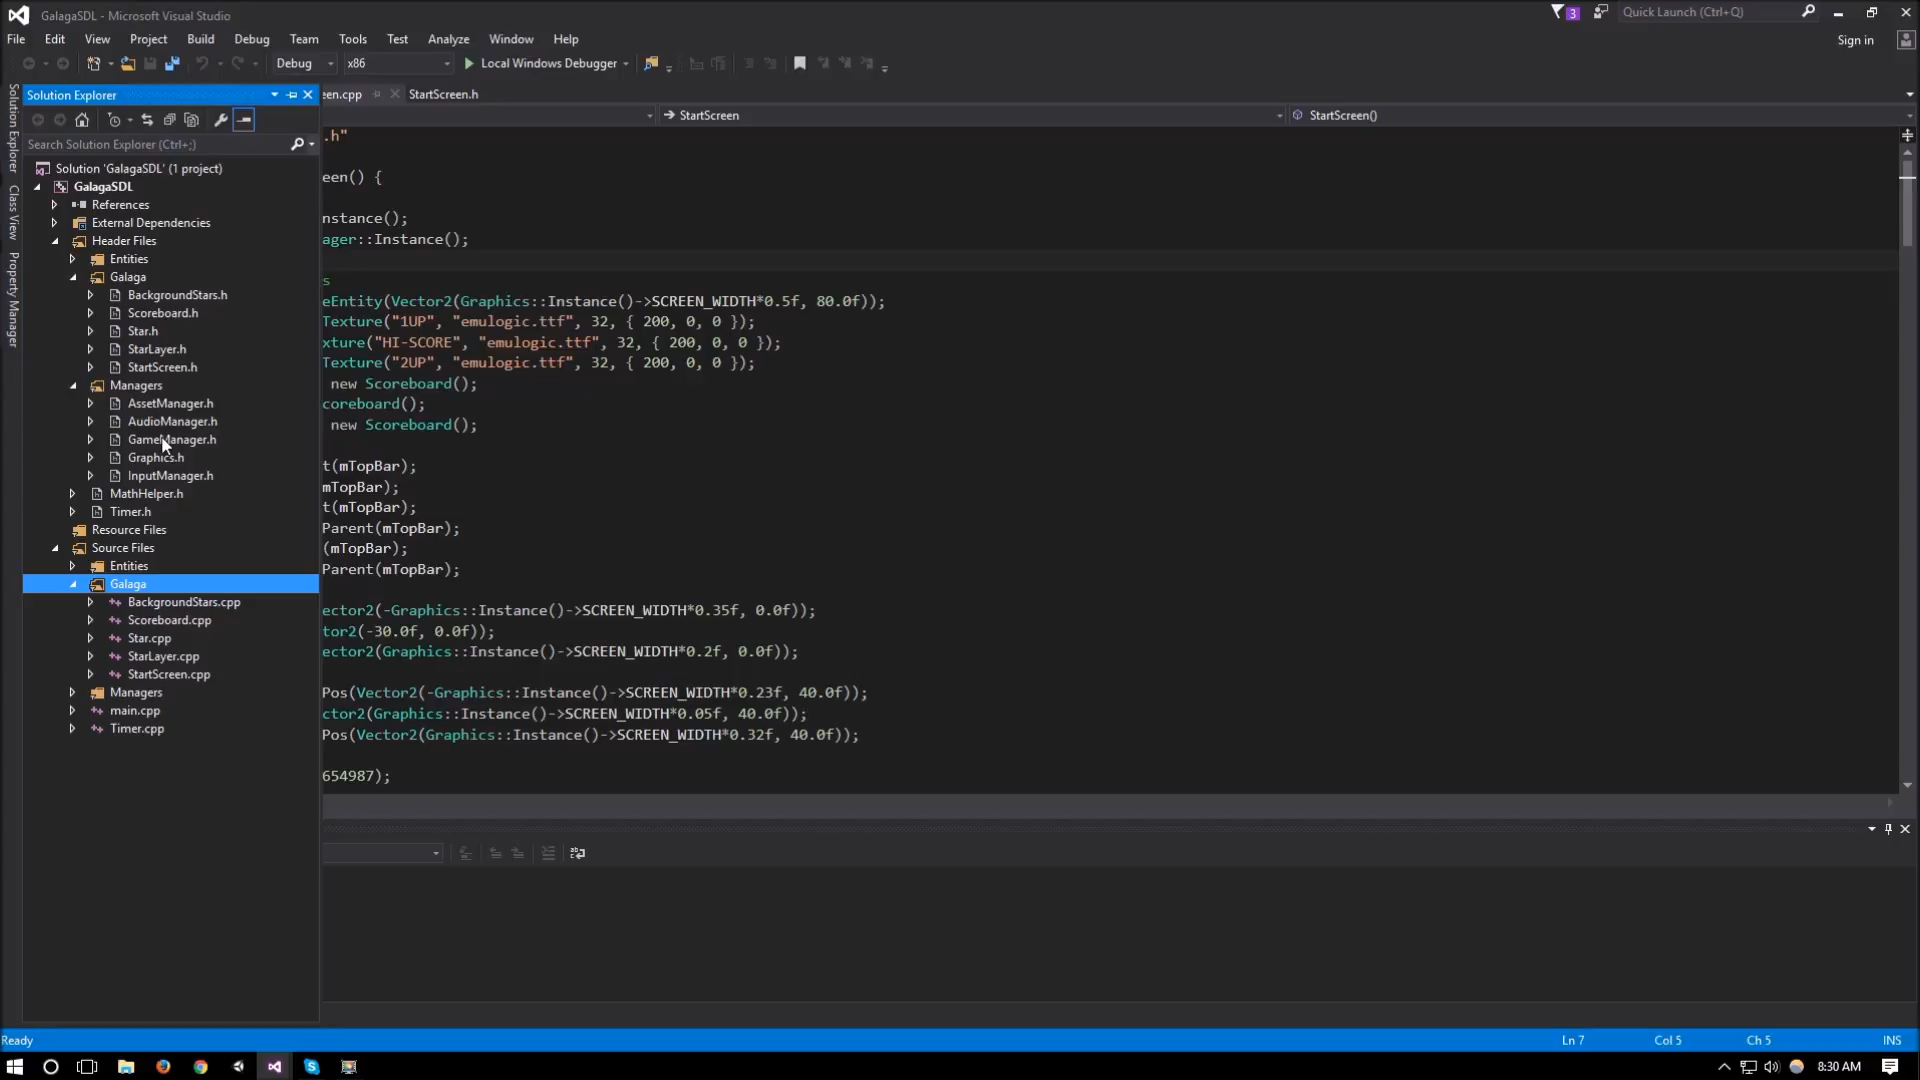 GalagaSDL - Microsoft Visual Studio
3
Quick Launch (Ctrl+Q)
File Edit View Project Build Debug Team Tools Test Analyze Window Help
Sign in
Debug x86 Local Windows Debugger
Solution Explorer
Class View
Property Manager
Solution Explorer
een.cpp StartScreen.h
StartScreen StartScreen()
Search Solution Explorer (Ctrl+;)
Solution 'GalagaSDL' (1 project)
GalagaSDL
References
External Dependencies
Header Files
Entities
Galaga
BackgroundStars.h
Scoreboard.h
Star.h
StarLayer.h
StartScreen.h
Managers
AssetManager.h
AudioManager.h
GameManager.h
Graphics.h
InputManager.h
MathHelper.h
Timer.h
Resource Files
Source Files
Entities
Galaga
BackgroundStars.cpp
Scoreboard.cpp
Star.cpp
StarLayer.cpp
StartScreen.cpp
Managers
main.cpp
Timer.cpp
.h"
een() {
nstance();
ager::Instance();
s
eEntity(Vector2(Graphics::Instance()->SCREEN_WIDTH*0.5f, 80.0f));
Texture("1UP", "emulogic.ttf", 32, { 200, 0, 0 });
xture("HI-SCORE", "emulogic.ttf", 32, { 200, 0, 0 });
Texture("2UP", "emulogic.ttf", 32, { 200, 0, 0 });
new Scoreboard();
coreboard();
new Scoreboard();
t(mTopBar);
mTopBar);
t(mTopBar);
Parent(mTopBar);
(mTopBar);
Parent(mTopBar);
ector2(-Graphics::Instance()->SCREEN_WIDTH*0.35f, 0.0f));
tor2(-30.0f, 0.0f));
ector2(Graphics::Instance()->SCREEN_WIDTH*0.2f, 0.0f));
Pos(Vector2(-Graphics::Instance()->SCREEN_WIDTH*0.23f, 40.0f));
ctor2(Graphics::Instance()->SCREEN_WIDTH*0.05f, 40.0f));
Pos(Vector2(Graphics::Instance()->SCREEN_WIDTH*0.32f, 40.0f));
654987);
Ready Ln 7 Col 5 Ch 5 INS
8:30 AM